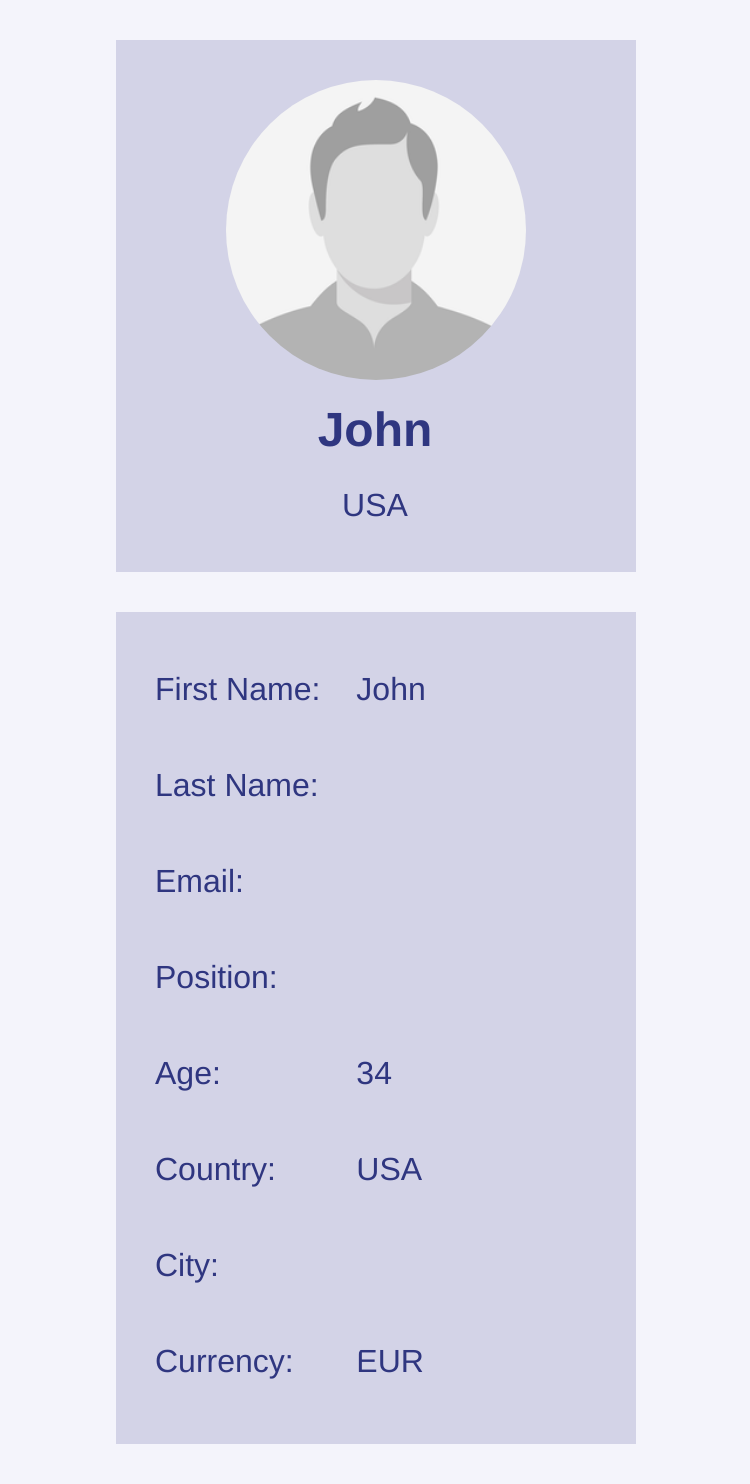 John
USA
First Name: John
Last Name:
Email:
Position:
Age: 34
Country: USA
City:
Currency: EUR